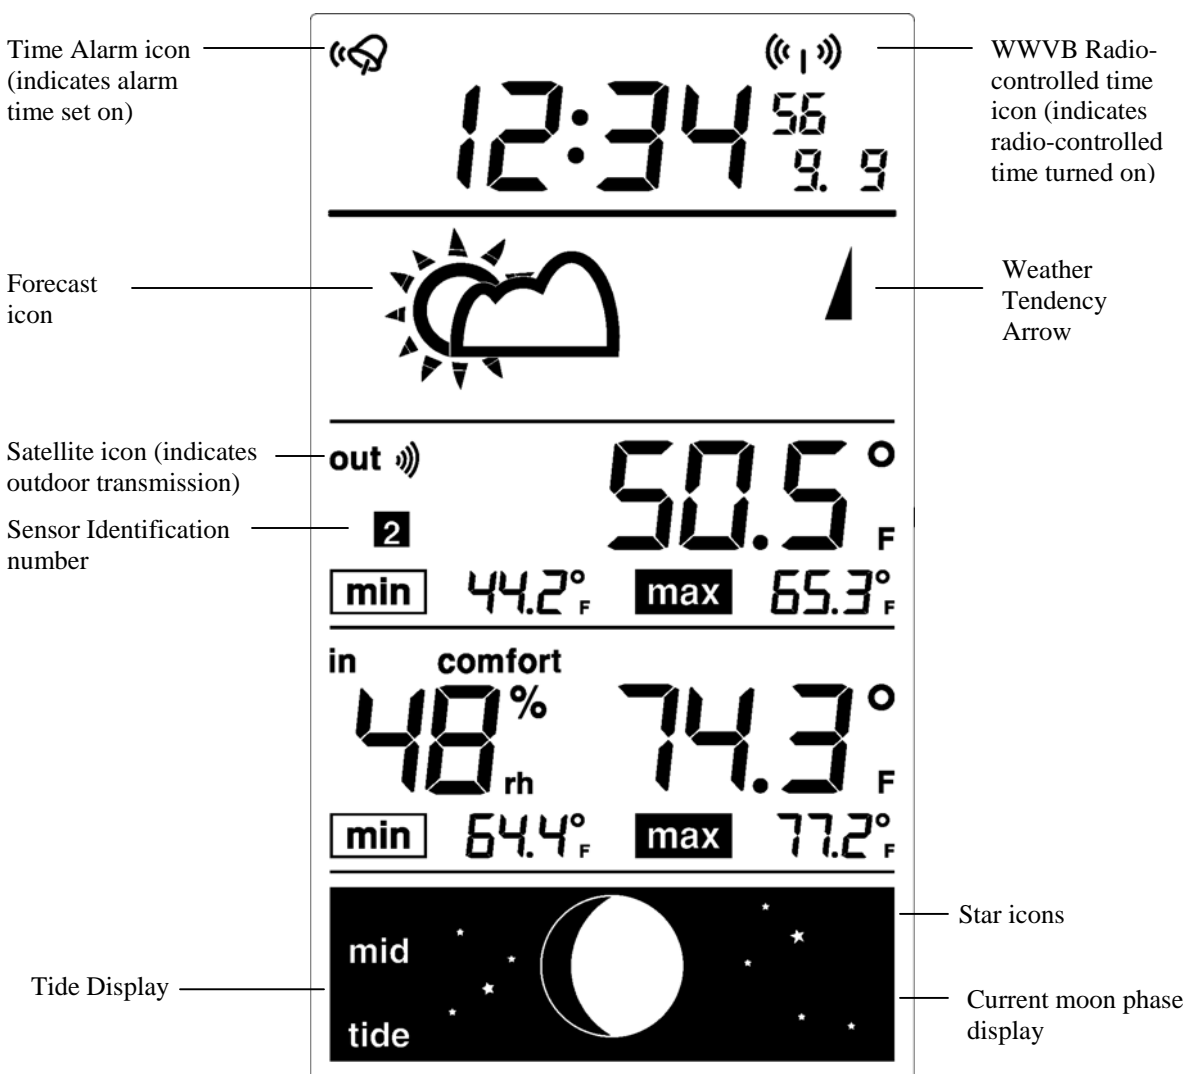 Time Alarm icon
(indicates alarm
time set on)
WWVB Radio-
controlled time
icon (indicates
radio-controlled
time turned on)
12:34 56
9. 9
Forecast
icon
Weather
Tendency
Arrow
Satellite icon (indicates
outdoor transmission)
out
50.5° F
Sensor Identification
number
2
min 44.2°F max 65.3°F
in comfort
48% rh 74.3° F
min 64.4°F max 77.2°F
Star icons
mid
Tide Display
tide
Current moon phase
display